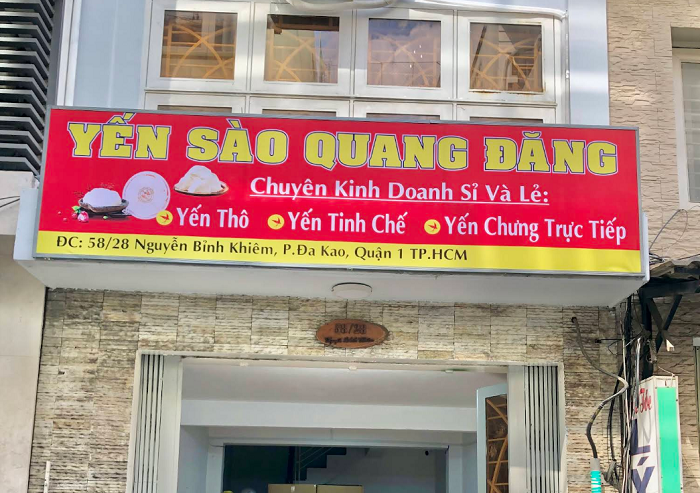 YẾN SÀO QUANG ĐĂNG
Chuyên Kinh Doanh Sỉ Và Lẻ:
Yến Thô Yến Tinh Chế Yến Chưng Trực Tiếp
ĐC: 58/28 Nguyễn Bỉnh Khiêm, P.Đa Kao, Quận 1 TP.HCM
LÝ